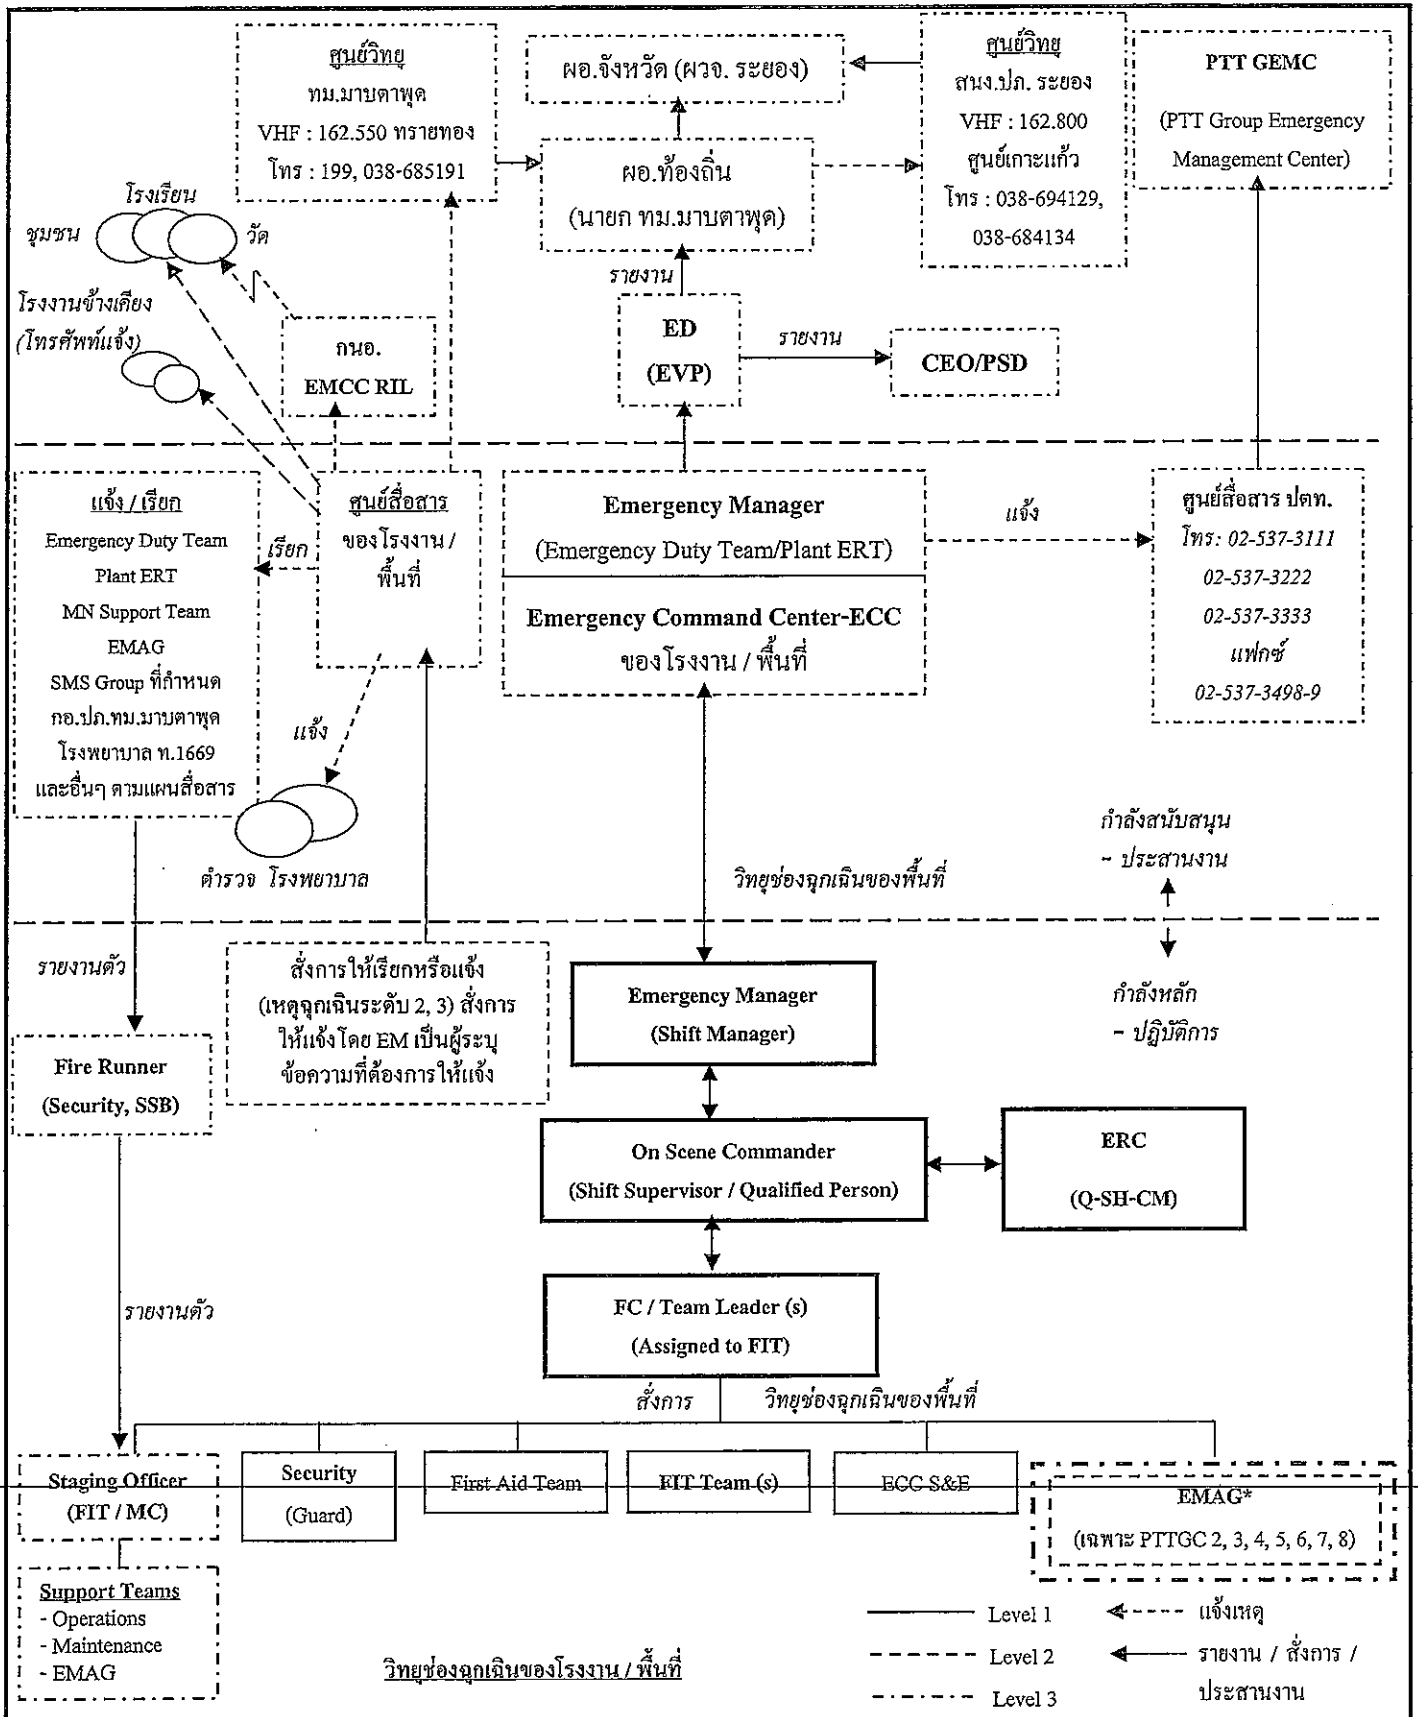 ศูนย์วิทยุ
ทม.มาบตาพุด
VHF : 162.550 ทรายทอง
โทร : 199, 038-685191
ผอ.จังหวัด (ผวจ. ระยอง)
ผอ.ท้องถิ่น
(นายก ทม.มาบตาพุด)
ศูนย์วิทยุ
สนง.ปภ. ระยอง
VHF : 162.800
ศูนย์เกาะแก้ว
โทร : 038-694129,
038-684134
PTT GEMC
(PTT Group Emergency
Management Center)
โรงเรียน
ชุมชน
วัด
โรงงานข้างเคียง
(โทรศัพท์แจ้ง)
กนอ.
EMCC RIL
รายงาน
ED
(EVP)
รายงาน
CEO/PSD
แจ้ง / เรียก
Emergency Duty Team
Plant ERT
MN Support Team
EMAG
SMS Group ที่กำหนด
กอ.ปภ.ทม.มาบตาพุด
โรงพยาบาล ท.1669
และอื่นๆ ตามแผนสื่อสาร
เรียก
ศูนย์สื่อสาร
ของโรงงาน /
พื้นที่
Emergency Manager
(Emergency Duty Team/Plant ERT)
Emergency Command Center-ECC
ของโรงงาน / พื้นที่
แจ้ง
ศูนย์สื่อสาร ปตท.
โทร: 02-537-3111
02-537-3222
02-537-3333
แฟกซ์
02-537-3498-9
แจ้ง
ตำรวจ โรงพยาบาล
วิทยุช่องฉุกเฉินของพื้นที่
กำลังสนับสนุน
- ประสานงาน
กำลังหลัก
- ปฏิบัติการ
รายงานตัว
สั่งการให้เรียกหรือแจ้ง
(เหตุฉุกเฉินระดับ 2, 3) สั่งการ
ให้แจ้งโดย EM เป็นผู้ระบุ
ข้อความที่ต้องการให้แจ้ง
Emergency Manager
(Shift Manager)
Fire Runner
(Security, SSB)
On Scene Commander
(Shift Supervisor / Qualified Person)
ERC
(Q-SH-CM)
FC / Team Leader (s)
(Assigned to FIT)
รายงานตัว
สั่งการ
วิทยุช่องฉุกเฉินของพื้นที่
Staging Officer
(FIT / MC)
Security
(Guard)
First Aid Team
FIT Team (s)
ECC S&E
EMAG*
(เฉพาะ PTTGC 2, 3, 4, 5, 6, 7, 8)
Support Teams
- Operations
- Maintenance
- EMAG
วิทยุช่องฉุกเฉินของโรงงาน / พื้นที่
Level 1
Level 2
Level 3
แจ้งเหตุ
รายงาน / สั่งการ /
ประสานงาน